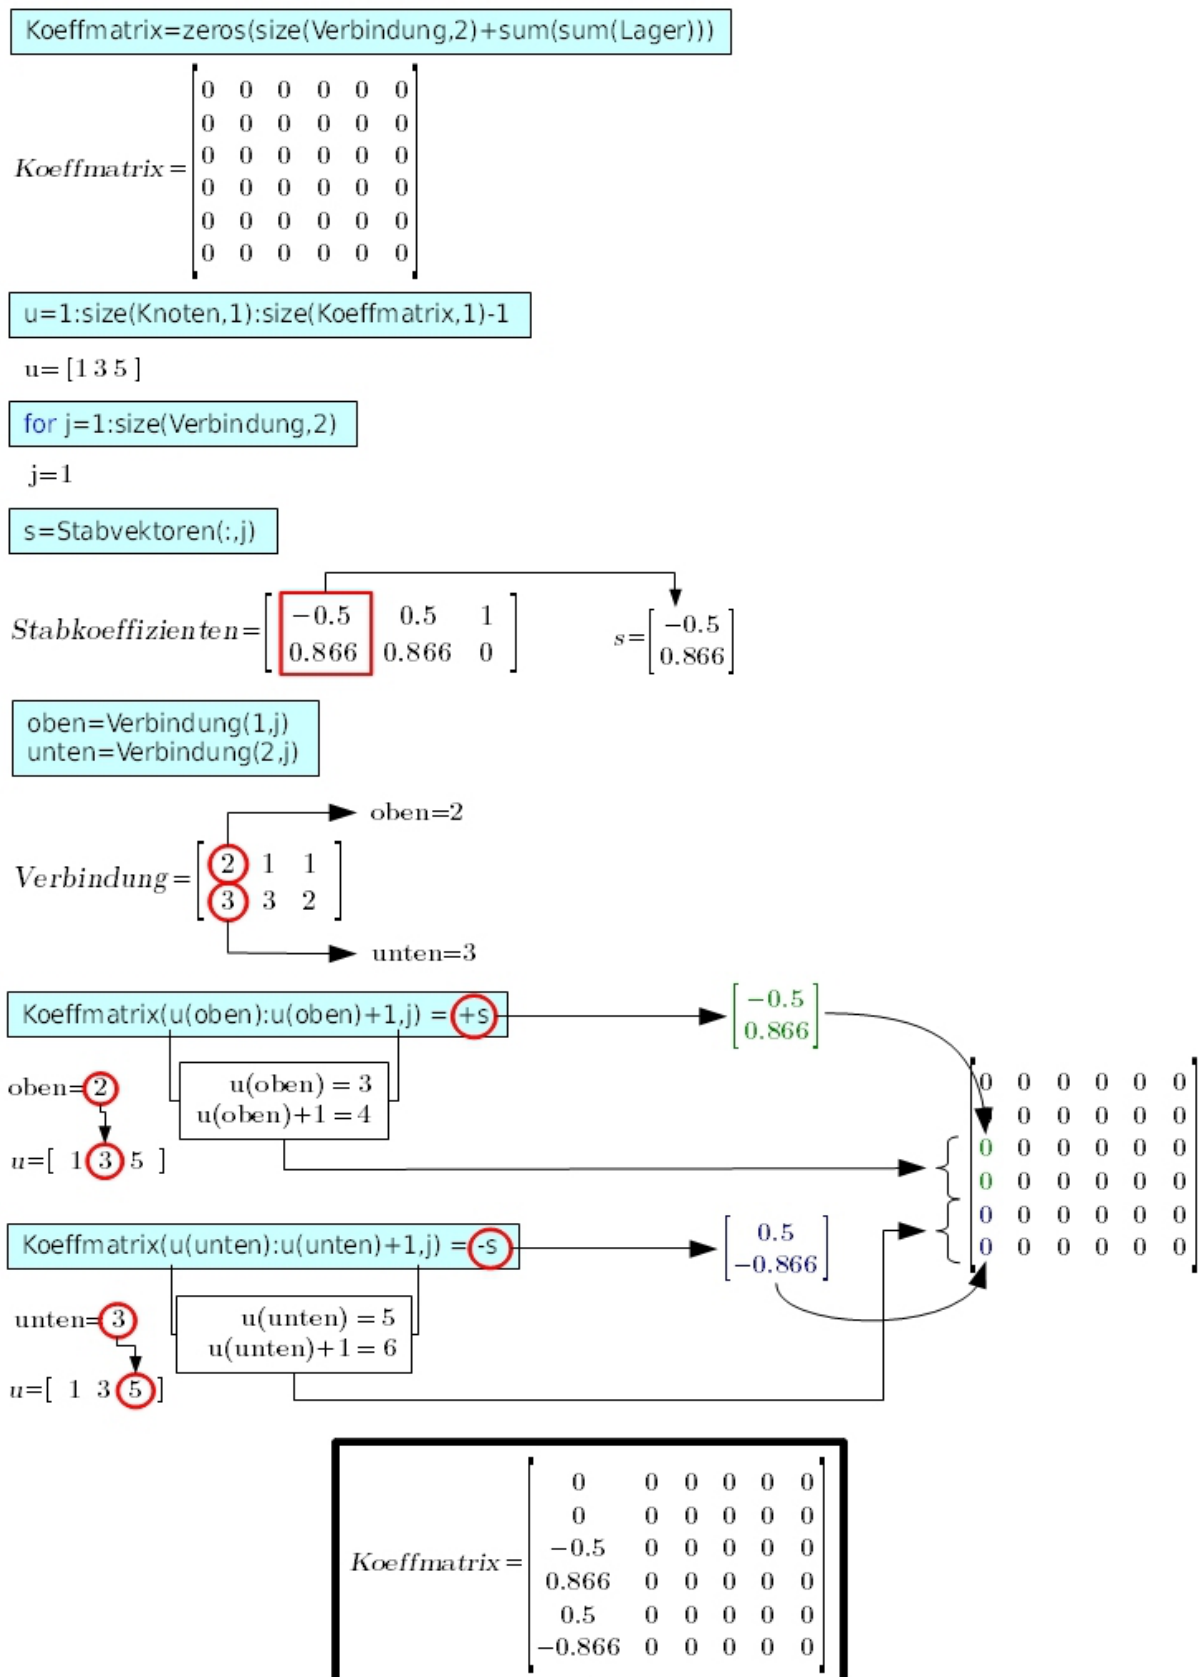 Koeffmatrix=zeros(size(Verbindung,2)+sum(sum(Lager)))
0 0 0 0 0 0
0 0 0 0 0 0
0 0 0 0 0 0
Koeffmatrix=
0 0 0 0 0 0
0 0 0 0 0 0
0 0 0 0 0 0
u=1:size(Knoten,1):size(Koeffmatrix,1)-1
u= [1 3 5 ]
for j=1:size(Verbindung,2)
j=1
s=Stabvektoren(:,j)
Stabkoeffizienten=
−0.5 0.5 1
0.866 0.866 0
s=
−0.5
0.866
oben=Verbindung(1,j)
unten=Verbindung(2,j)
oben=2
Verbindung=
2 1 1
3 3 2
unten=3
Koeffmatrix(u(oben):u(oben)+1,j) = +s
−0.5
0.866
oben=2
u(oben) = 3
u(oben)+1 = 4
u=[ 1 3 5 ]
0 0 0 0 0 0
0 0 0 0 0
0 0 0 0 0 0
0 0 0 0 0 0
0 0 0 0 0 0
0 0 0 0 0 0
Koeffmatrix(u(unten):u(unten)+1,j) = -s
0.5
−0.866
unten=3
u(unten) = 5
u(unten)+1 = 6
u=[ 1 3 5 ]
0 0 0 0 0 0
0 0 0 0 0 0
−0.5 0 0 0 0 0
Koeffmatrix=
0.866 0 0 0 0 0
0.5 0 0 0 0 0
−0.866 0 0 0 0 0